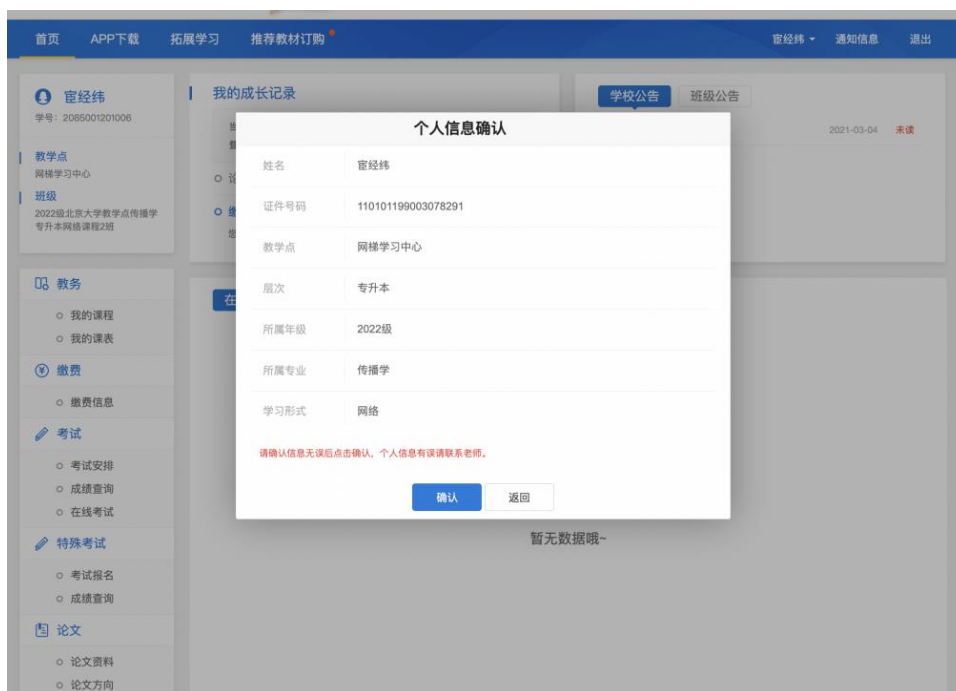 首页 APP下载 拓展学习 推荐教材订购 宦经纬 通知信息 退出
宦经纬
学号：2085001201006
教学点
网梯学习中心
班级
2022级北京大学教学点传播学
专升本网络课程2班
我的成长记录
学校公告 班级公告
2021-03-04 未读
个人信息确认
姓名 宦经纬
证件号码 110101199003078291
教学点 网梯学习中心
层次 专升本
所属年级 2022级
所属专业 传播学
学习形式 网络
请确认信息无误后点击确认，个人信息有误请联系老师。
确认 返回
暂无数据哦~
教务
我的课程
我的课表
缴费
缴费信息
考试
考试安排
成绩查询
在线考试
特殊考试
考试报名
成绩查询
论文
论文资料
论文方向